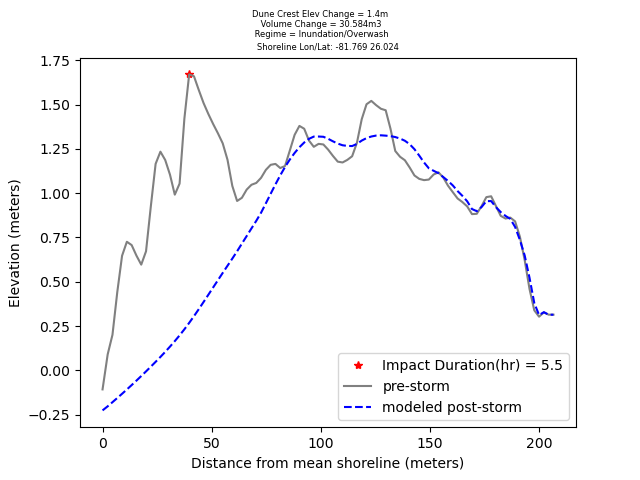 Dune Crest Elev Change = 1.4m
Volume Change = 30.584m3
Regime = Inundation/Overwash
Shoreline Lon/Lat: -81.769 26.024
1.75
1.50
1.25
1.00
0.75
0.50
0.25
0.00
−0.25
Elevation (meters)
Impact Duration(hr) = 5.5
pre-storm
modeled post-storm
0 50 100 150 200
Distance from mean shoreline (meters)